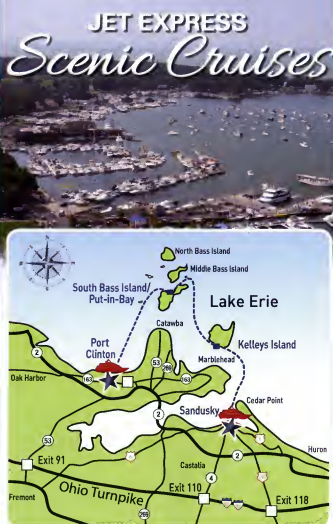 JET EXPRESS
Scenic Cruises
North Bass Island
Middle Bass Island
South Bass Island/
Put-in-Bay
Lake Erie
Catawba
Kelleys Island
Port
Clinton
Marblehead
2
53
269
Oak Harbor
163
163
Cedar Point
Sandusky
2
53
2
Huron
Exit 91
Castalia
4
Fremont
Ohio Turnpike
Exit 110
Exit 118
269